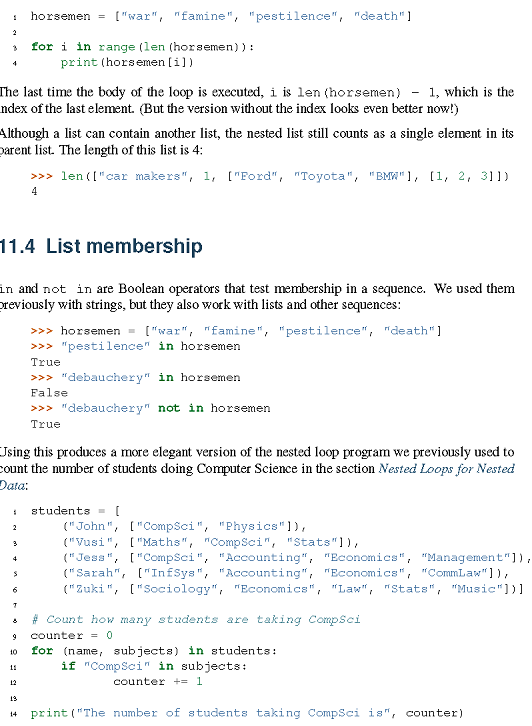 1 horsemen = ["war", "famine", "pestilence", "death"]
2
3 for i in range(len(horsemen)):
4     print(horsemen[i])
The last time the body of the loop is executed, i is len(horsemen) - 1, which is the
index of the last element. (But the version without the index looks even better now!)
Although a list can contain another list, the nested list still counts as a single element in its
parent list. The length of this list is 4:
>>> len(["car makers", 1, ["Ford", "Toyota", "BMW"], [1, 2, 3]])
4
11.4 List membership
in and not in are Boolean operators that test membership in a sequence. We used them
previously with strings, but they also work with lists and other sequences:
>>> horsemen = ["war", "famine", "pestilence", "death"]
>>> "pestilence" in horsemen
True
>>> "debauchery" in horsemen
False
>>> "debauchery" not in horsemen
True
Using this produces a more elegant version of the nested loop program we previously used to
count the number of students doing Computer Science in the section Nested Loops for Nested
Data:
1 students = [
2     ("John", ["CompSci", "Physics"]),
3     ("Vusi", ["Maths", "CompSci", "Stats"]),
4     ("Jess", ["CompSci", "Accounting", "Economics", "Management"]),
5     ("Sarah", ["InfSys", "Accounting", "Economics", "CommLaw"]),
6     ("Zuki", ["Sociology", "Economics", "Law", "Stats", "Music"])]
7
8 # Count how many students are taking CompSci
9 counter = 0
10 for (name, subjects) in students:
11     if "CompSci" in subjects:
12            counter += 1
13
14 print("The number of students taking CompSci is", counter)